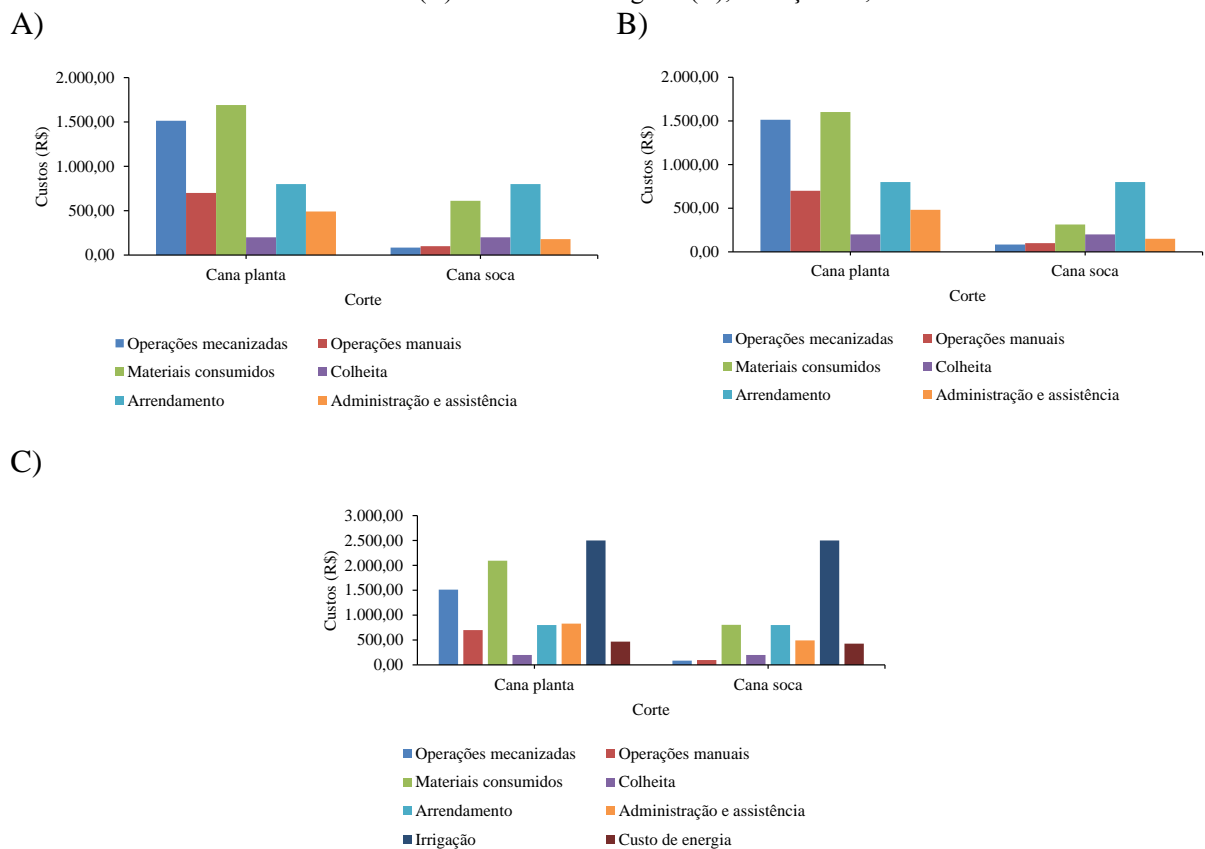 A)
B)
2.000,00
1.500,00
1.000,00
500,00
0,00
Custos (R$)
Cana planta
Cana soca
Corte
Operações mecanizadas
Operações manuais
Materiais consumidos
Colheita
Arrendamento
Administração e assistência
2.000,00
1.500,00
1.000,00
500,00
0,00
Custos (R$)
Cana planta
Cana soca
Corte
Operações mecanizadas
Operações manuais
Materiais consumidos
Colheita
Arrendamento
Administração e assistência
C)
3.000,00
2.500,00
2.000,00
1.500,00
1.000,00
500,00
0,00
Custos (R$)
Cana planta
Cana soca
Corte
Operações mecanizadas
Operações manuais
Materiais consumidos
Colheita
Arrendamento
Administração e assistência
Irrigação
Custo de energia